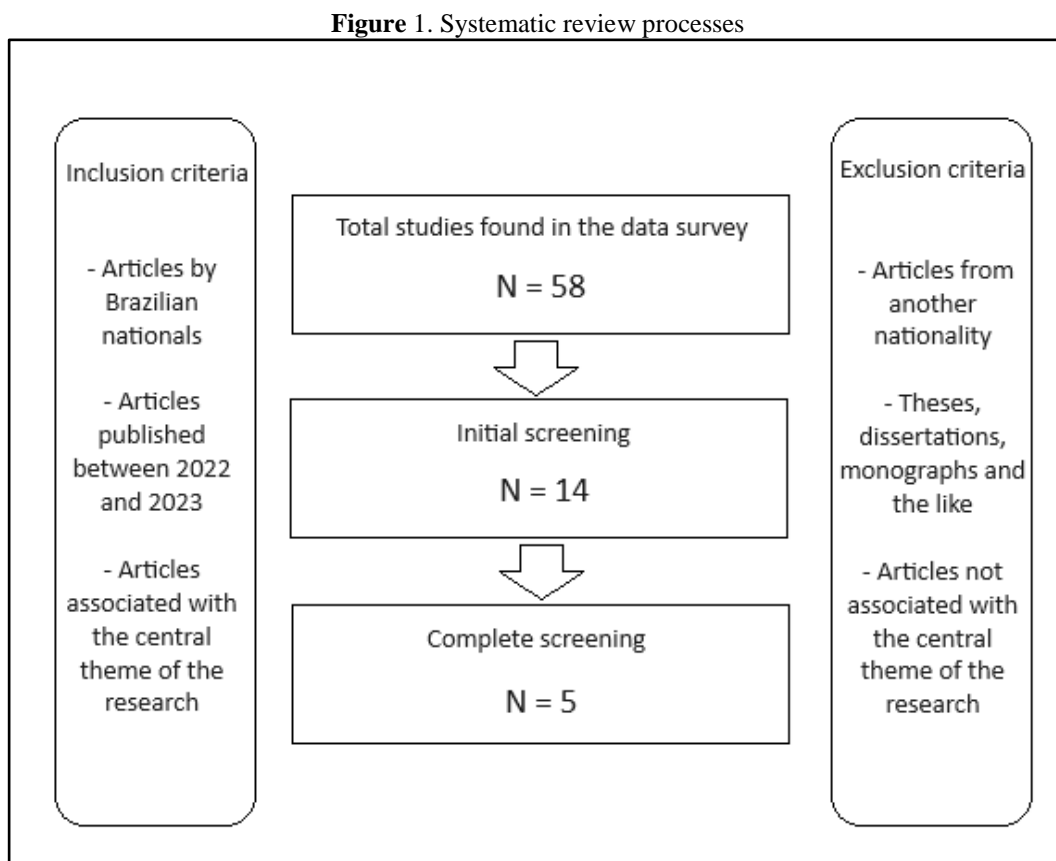 Figure 1. Systematic review processes
Inclusion criteria
- Articles by
Brazilian
nationals
- Articles
published
between 2022
and 2023
- Articles
associated with
the central
theme of the
research
Total studies found in the data survey
N = 58
Initial screening
N = 14
Complete screening
N = 5
Exclusion criteria
- Articles from
another
nationality
- Theses,
dissertations,
monographs and
the like
- Articles not
associated with
the central
theme of the
research